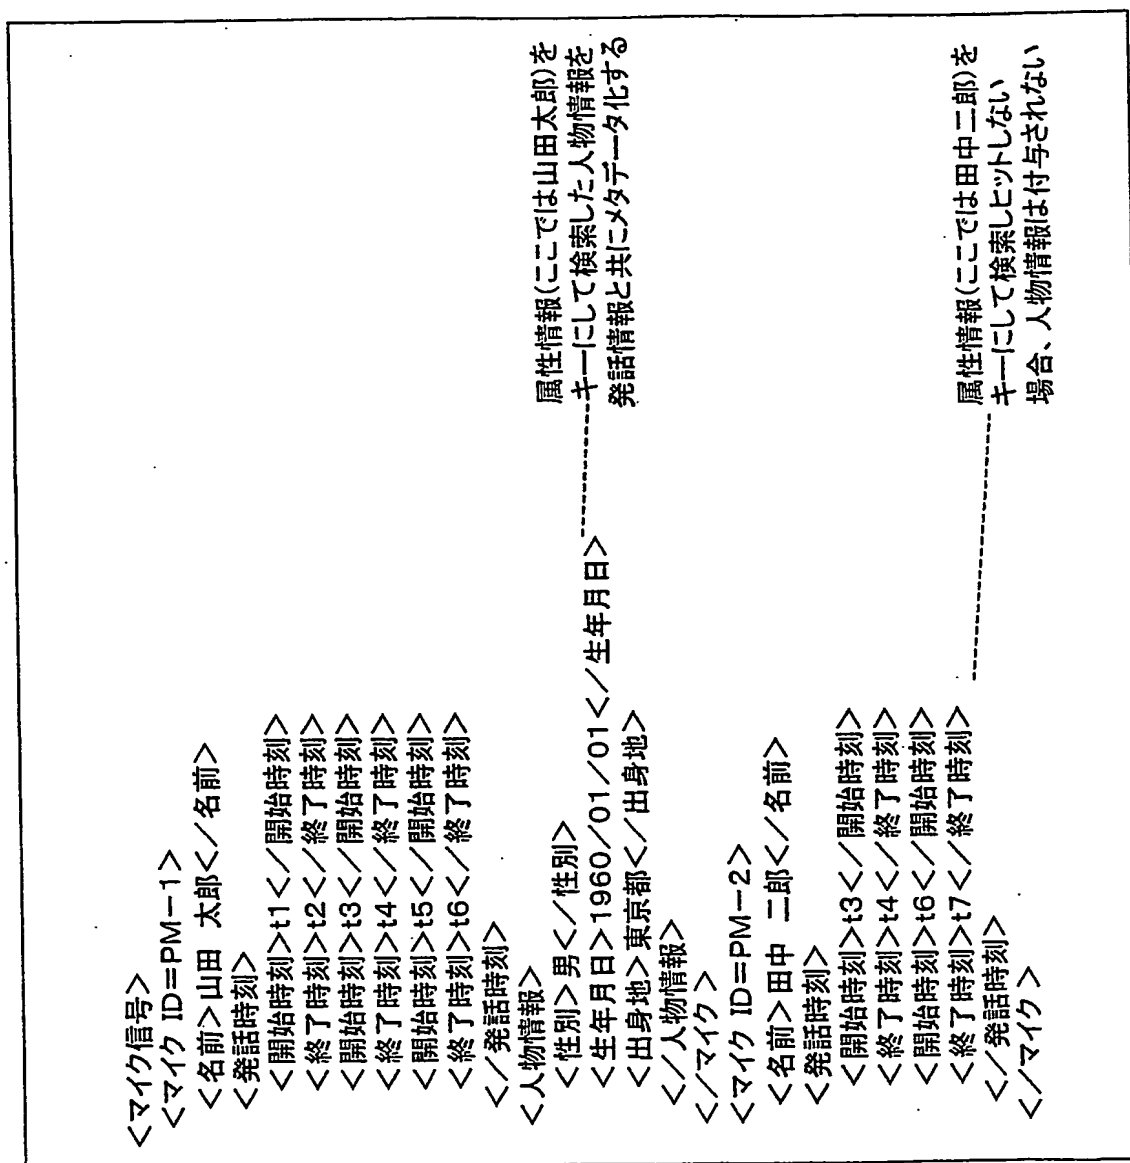 <マイク信号>
<マイク ID=PM-1>
<名前>山田 太郎</名前>
<発話時刻>
<開始時刻>t1</開始時刻>
<終了時刻>t2</終了時刻>
<開始時刻>t3</開始時刻>
<終了時刻>t4</終了時刻>
<開始時刻>t5</開始時刻>
<終了時刻>t6</終了時刻>
</発話時刻>
<人物情報>
<性別>男</性別>
<生年月日>1960/01/01</生年月日>
<出身地>東京都</出身地>
</人物情報>
</マイク>
<マイク ID=PM-2>
<名前>田中 二郎</名前>
<発話時刻>
<開始時刻>t3</開始時刻>
<終了時刻>t4</終了時刻>
<開始時刻>t6</開始時刻>
<終了時刻>t7</終了時刻>
</発話時刻>
</マイク>
属性情報(ここでは山田太郎)を
キーにして検索した人物情報を
発話情報と共にメタデータ化する
属性情報(ここでは田中二郎)を
キーにして検索しヒットしない
場合、人物情報は付与されない